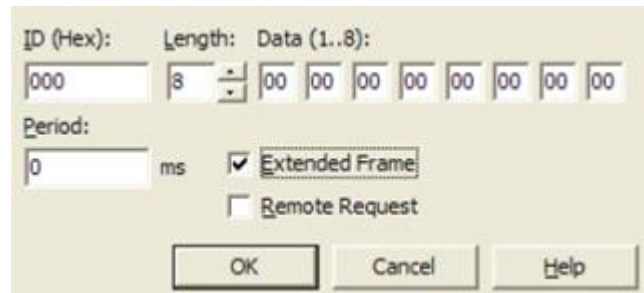 ID (Hex): Length: Data (1..8):
000 8 00 00 00 00 00 00 00 00
Period:
0 ms Extended Frame
Remote Request
OK Cancel Help